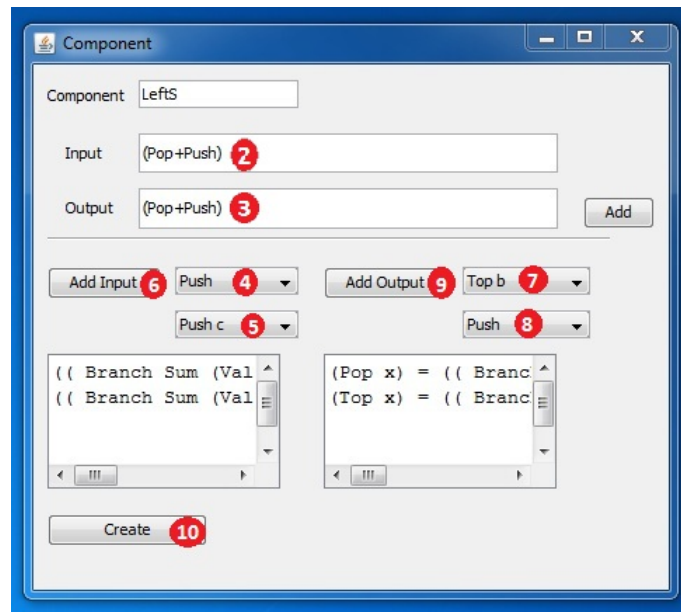 Component
Component LeftS
Input (Pop+Push) 2
Output (Pop+Push) 3
Add
Add Input 6 Push 4 Add Output 9 Top b 7
Push c 5 Push 8
(( Branch Sum (Val (Pop x) = (( Branc
(( Branch Sum (Val (Top x) = (( Branc
Create 10